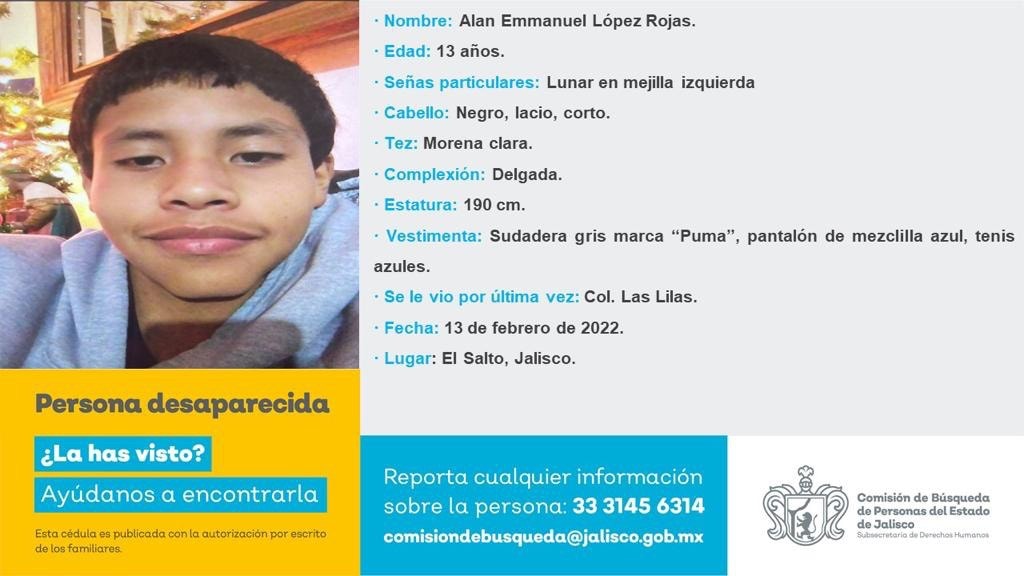 · Nombre: Alan Emmanuel López Rojas.
· Edad: 13 años.
· Señas particulares: Lunar en mejilla izquierda
· Cabello: Negro, lacio, corto.
· Tez: Morena clara.
· Complexión: Delgada.
· Estatura: 190 cm.
· Vestimenta: Sudadera gris marca “Puma”, pantalón de mezclilla azul, tenis
azules.
· Se le vio por última vez: Col. Las Lilas.
· Fecha: 13 de febrero de 2022.
· Lugar: El Salto, Jalisco.
Persona desaparecida
¿La has visto?
Ayúdanos a encontrarla
Esta cédula es publicada con la autorización por escrito
de los familiares.
Reporta cualquier información
sobre la persona: 33 3145 6314
comisiondebusqueda@jalisco.gob.mx
Comisión de Búsqueda
de Personas del Estado
de Jalisco
Subsecretaría de Derechos Humanos